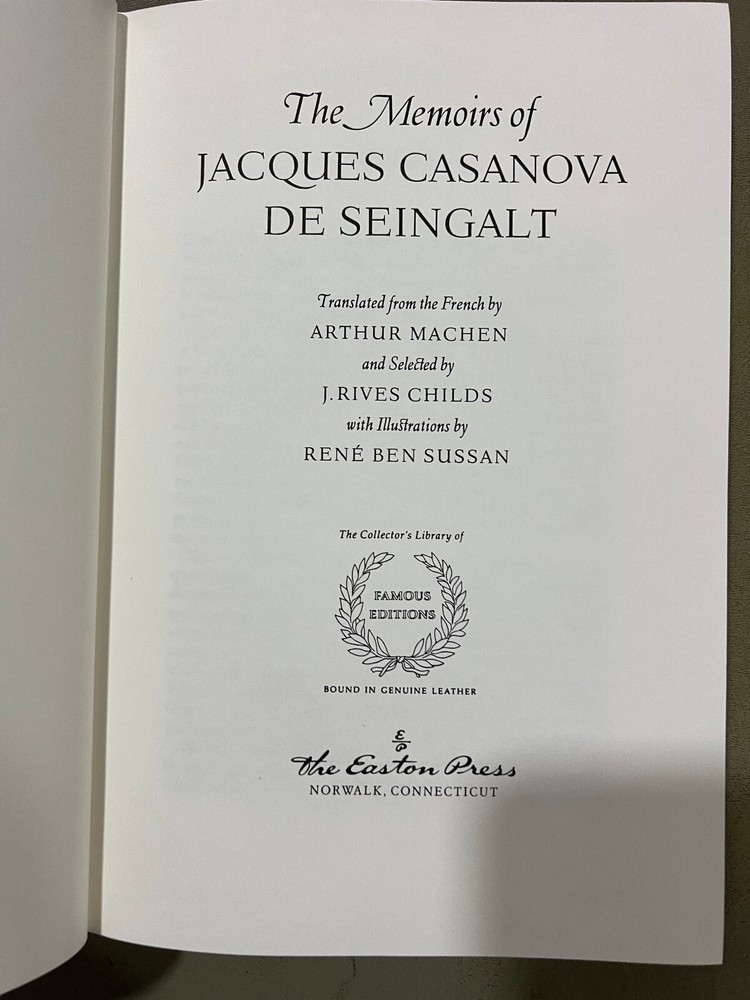 The Memoirs of
JACQUES CASANOVA
DE SEINGALT
Translated from the French by
ARTHUR MACHEN
and Selected by
J. RIVES CHILDS
with Illustrations by
RENÉ BEN SUSSAN
The Collector's Library of
FAMOUS
EDITIONS
BOUND IN GENUINE LEATHER
E
P
The Easton Press
NORWALK, CONNECTICUT